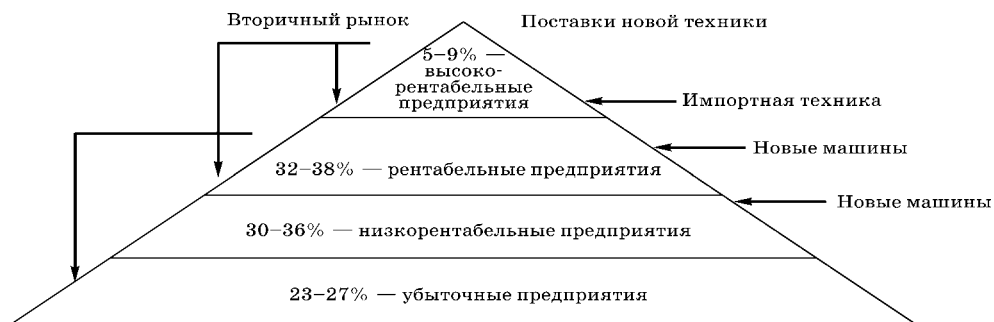 Вторичный рынок
Поставки новой техники
5–9% —
высоко-
рентабельные
предприятия
Импортная техника
Новые машины
32–38% — рентабельные предприятия
Новые машины
30–36% — низкорентабельные предприятия
23–27% — убыточные предприятия